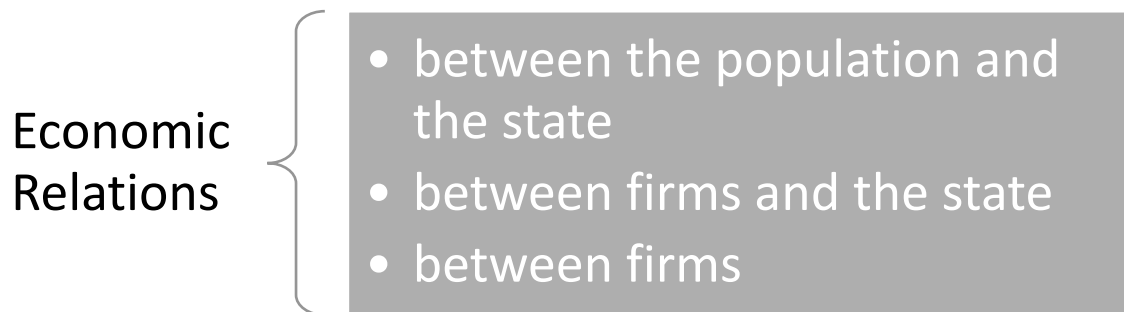 Economic
Relations
• between the population and
the state
• between firms and the state
• between firms